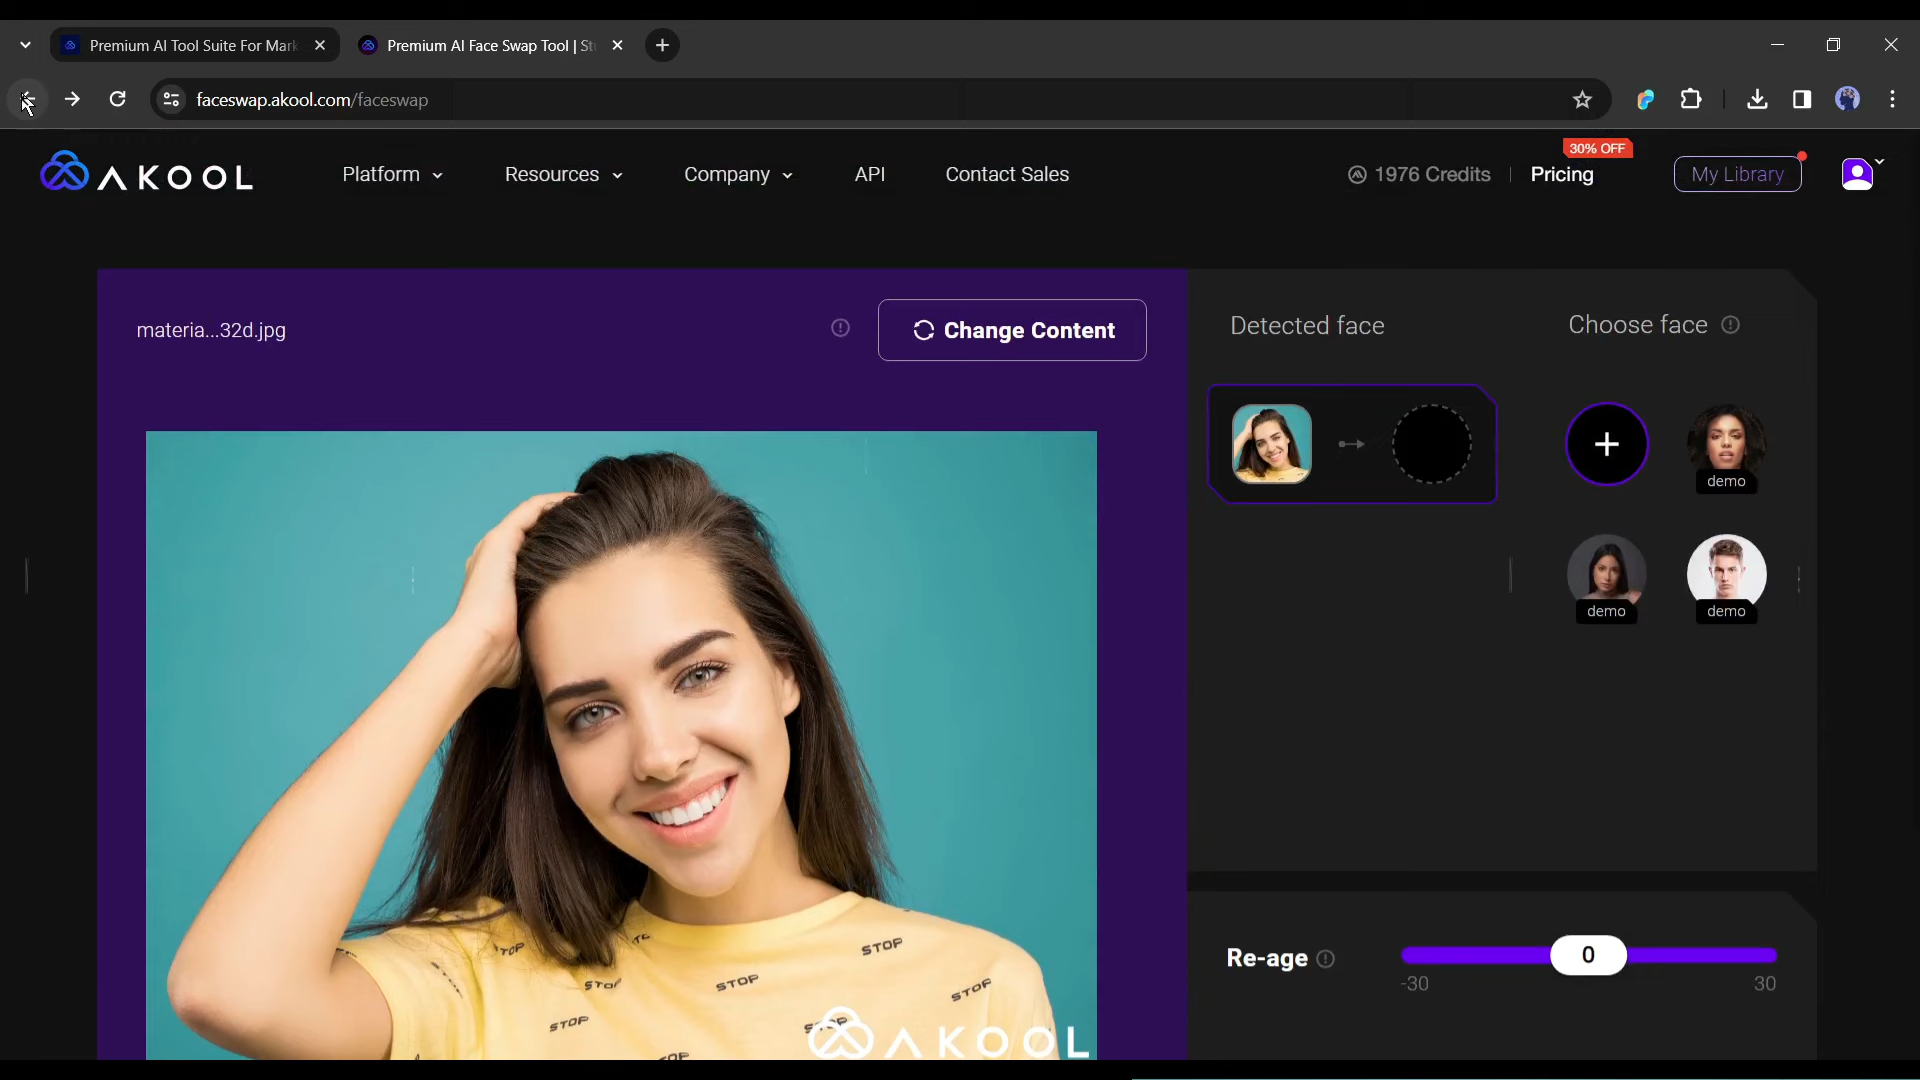 Premium AI Tool Suite For Mark
Premium AI Face Swap Tool | St
faceswap.akool.com/faceswap
AKOOL
Platform
Resources
Company
API
Contact Sales
1976 Credits
30% OFF
Pricing
My Library
materia...32d.jpg
Change Content
Detected face
Choose face
demo
demo
demo
STOP
STOP
STOP
STOP
STOP
STOP
AKOOL
Re-age
0
-30
30